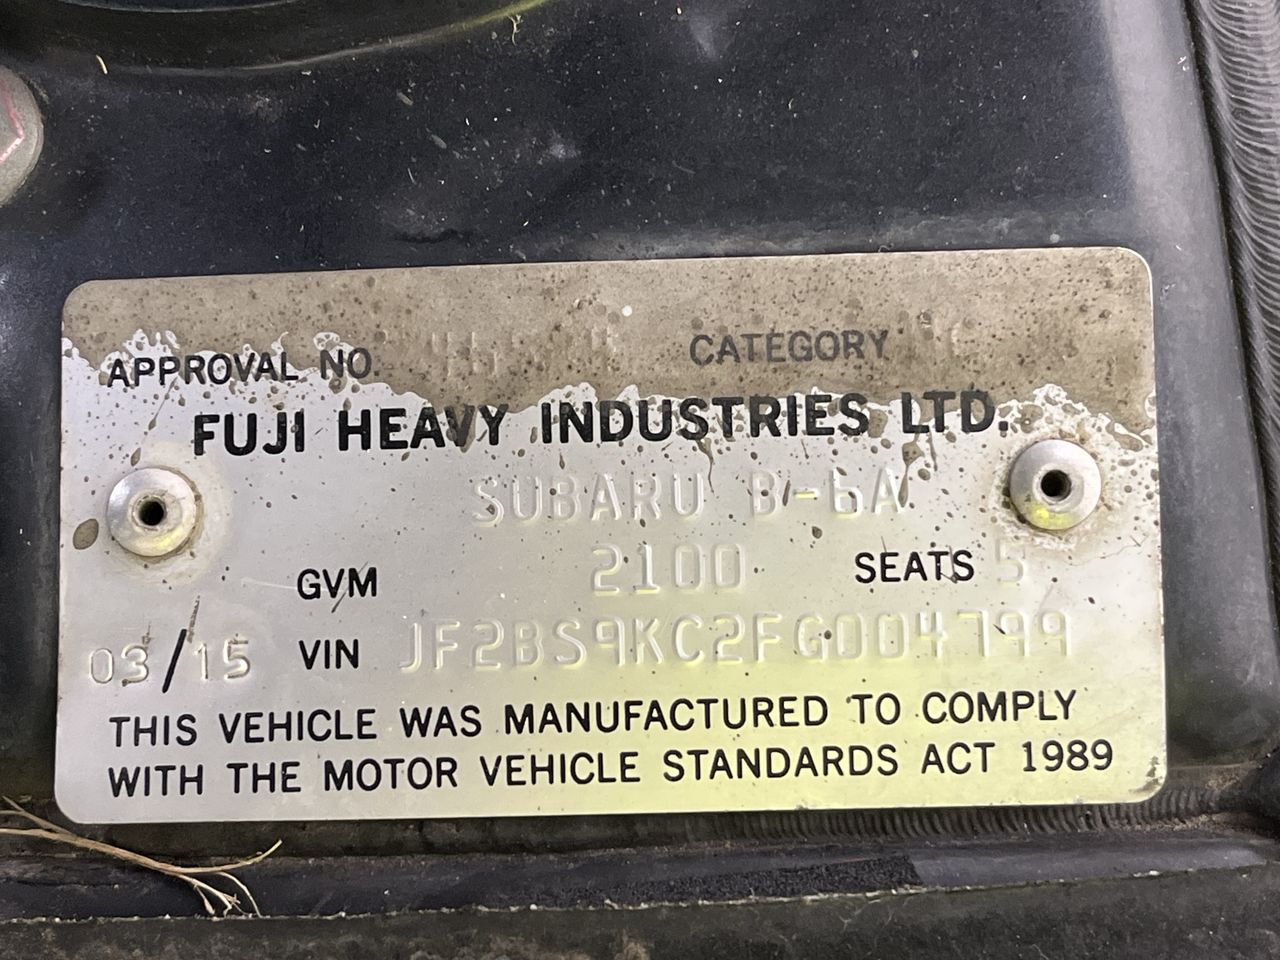 APPROVAL NO. CATEGORY
FUJI HEAVY INDUSTRIES LTD.
SUBARU B-6A
GVM 2100 SEATS 5
03/15 VIN JF2BS9KC2FG004799
THIS VEHICLE WAS MANUFACTURED TO COMPLY
WITH THE MOTOR VEHICLE STANDARDS ACT 1989